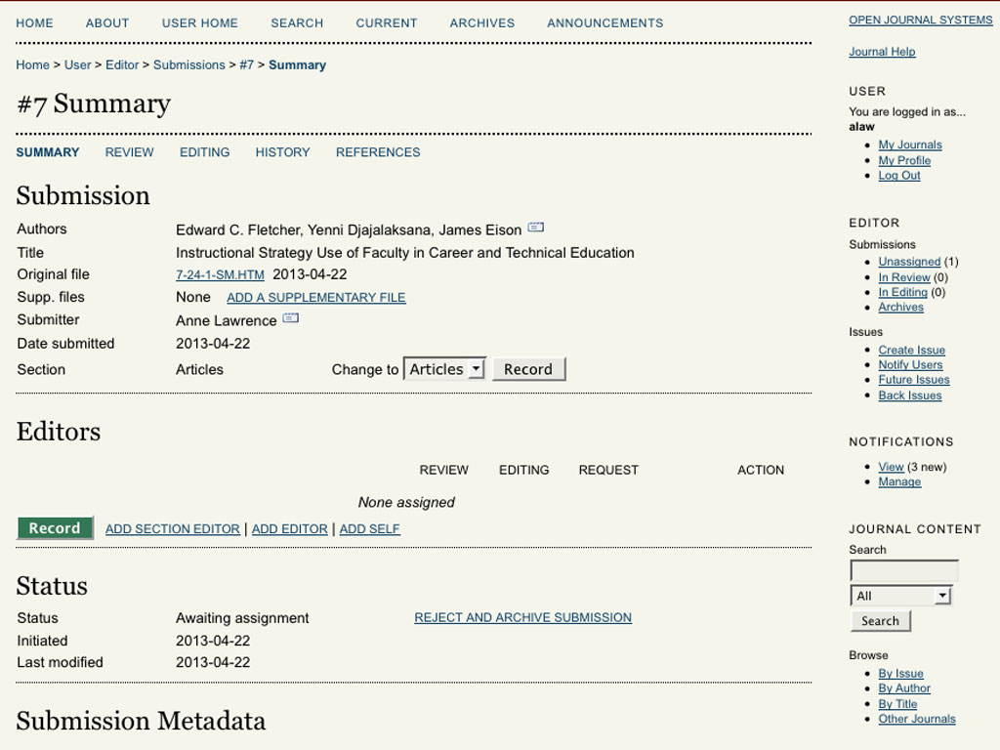 HOME ABOUT USER HOME SEARCH CURRENT ARCHIVES ANNOUNCEMENTS
Home > User > Editor > Submissions > #7 > Summary
#7 Summary
SUMMARY REVIEW EDITING HISTORY REFERENCES
Submission
Authors Edward C. Fletcher, Yenni Djajalaksana, James Eison
Title Instructional Strategy Use of Faculty in Career and Technical Education
Original file 7-24-1-SM.HTM 2013-04-22
Supp. files None ADD A SUPPLEMENTARY FILE
Submitter Anne Lawrence
Date submitted 2013-04-22
Section Articles Change to Articles Record
Editors
REVIEW EDITING REQUEST ACTION
None assigned
Record ADD SECTION EDITOR | ADD EDITOR | ADD SELF
Status
Status Awaiting assignment REJECT AND ARCHIVE SUBMISSION
Initiated 2013-04-22
Last modified 2013-04-22
Submission Metadata
OPEN JOURNAL SYSTEMS
Journal Help
USER
You are logged in as...
alaw
My Journals
My Profile
Log Out
EDITOR
Submissions
Unassigned (1)
In Review (0)
In Editing (0)
Archives
Issues
Create Issue
Notify Users
Future Issues
Back Issues
NOTIFICATIONS
View (3 new)
Manage
JOURNAL CONTENT
Search
All
Search
Browse
By Issue
By Author
By Title
Other Journals